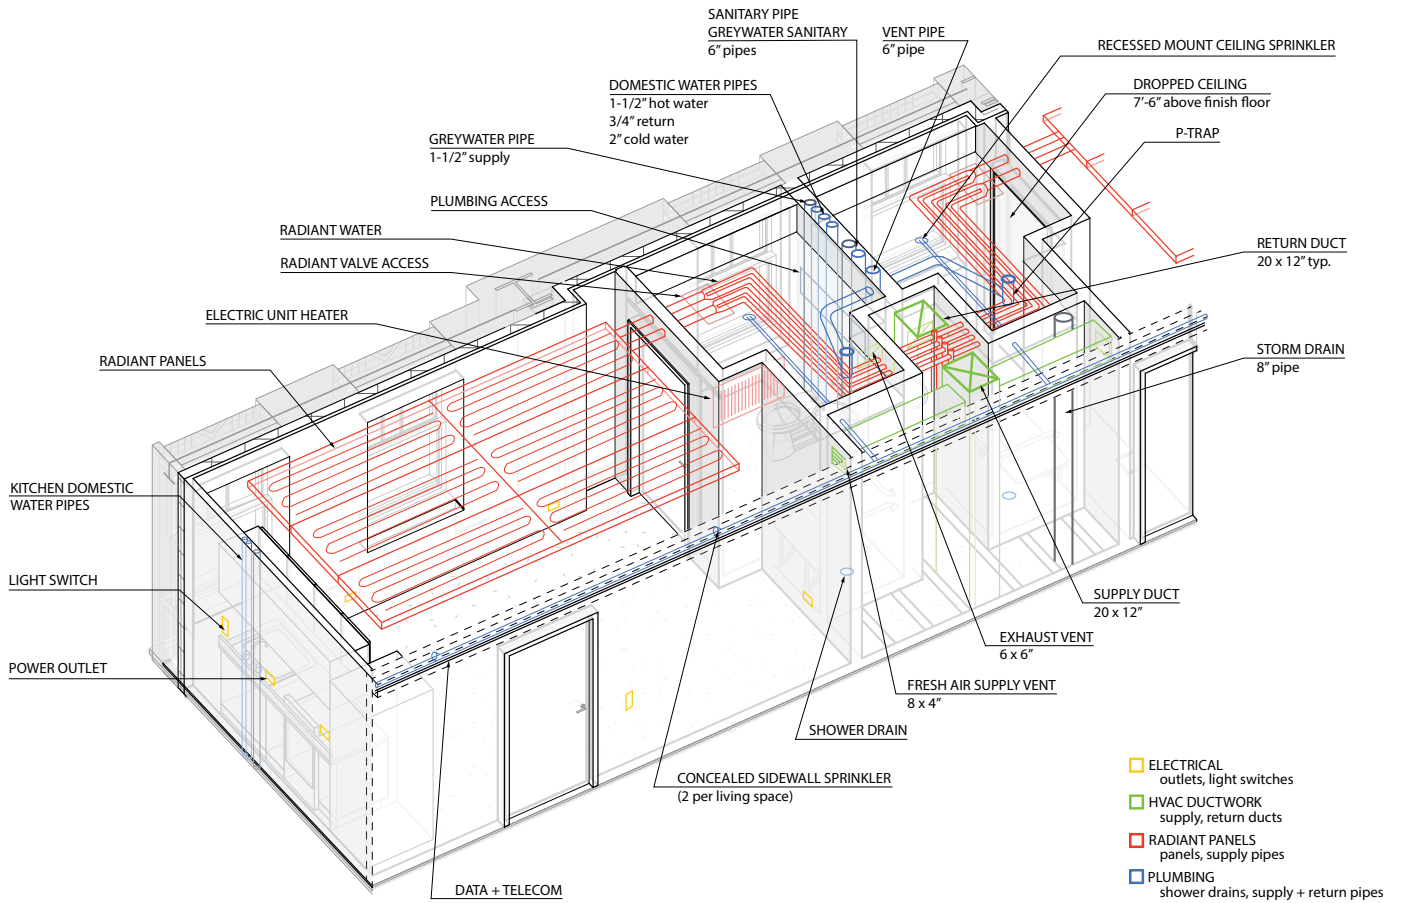 SANITARY PIPE
GREYWATER SANITARY
6” pipes
VENT PIPE
6” pipe
RECESSED MOUNT CEILING SPRINKLER
DOMESTIC WATER PIPES
1-1/2” hot water
3/4” return
2” cold water
DROPPED CEILING
7’-6” above finish floor
GREYWATER PIPE
1-1/2” supply
P-TRAP
PLUMBING ACCESS
RADIANT WATER
RADIANT VALVE ACCESS
RETURN DUCT
20 x 12” typ.
ELECTRIC UNIT HEATER
RADIANT PANELS
STORM DRAIN
8” pipe
KITCHEN DOMESTIC
WATER PIPES
LIGHT SWITCH
POWER OUTLET
SUPPLY DUCT
20 x 12”
EXHAUST VENT
6 x 6”
FRESH AIR SUPPLY VENT
8 x 4”
SHOWER DRAIN
CONCEALED SIDEWALL SPRINKLER
(2 per living space)
DATA + TELECOM
ELECTRICAL
outlets, light switches
HVAC DUCTWORK
supply, return ducts
RADIANT PANELS
panels, supply pipes
PLUMBING
shower drains, supply + return pipes